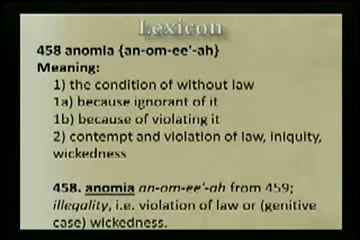 Lexicon
458 anomia {an-om-ee'-ah}
Meaning:
1) the condition of without law
1a) because ignorant of it
1b) because of violating it
2) contempt and violation of law, iniquity,
wickedness
458. anomia an-om-ee'-ah from 459;
illegality, i.e. violation of law or (genitive
case) wickedness.